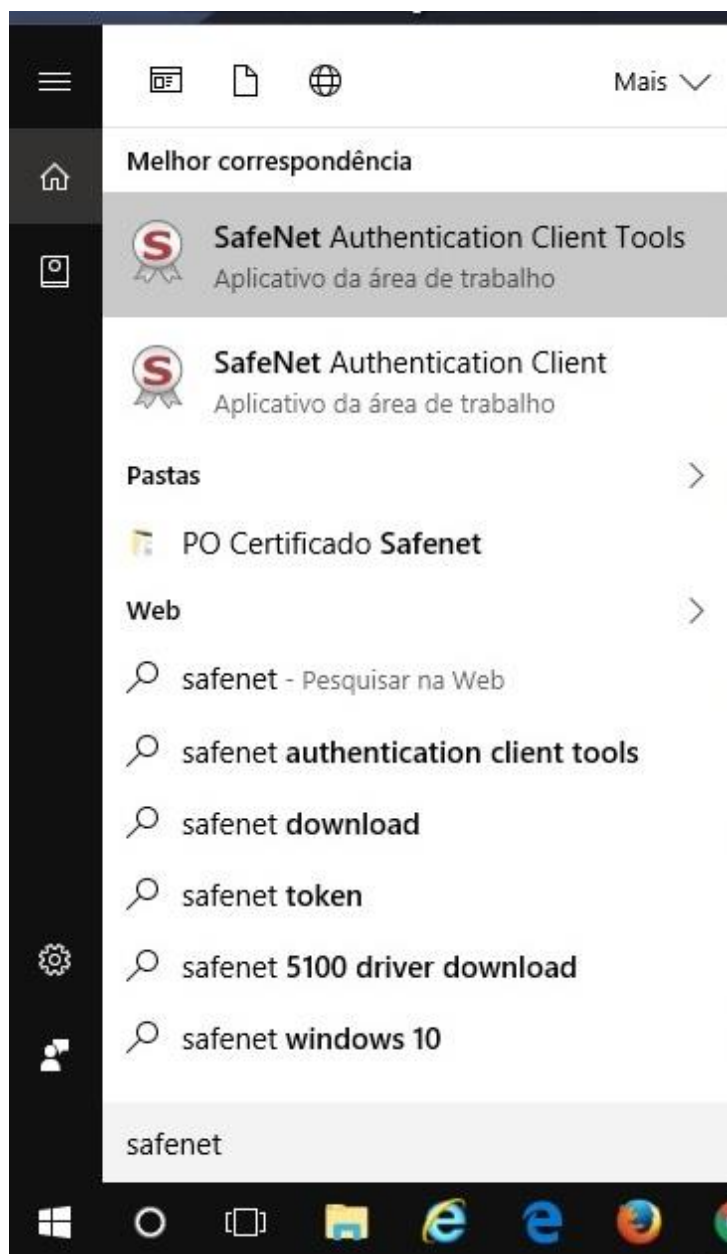 Mais
Melhor correspondência
SafeNet Authentication Client Tools
Aplicativo da área de trabalho
SafeNet Authentication Client
Aplicativo da área de trabalho
Pastas
PO Certificado Safenet
Web
safenet - Pesquisar na Web
safenet authentication client tools
safenet download
safenet token
safenet 5100 driver download
safenet windows 10
safenet